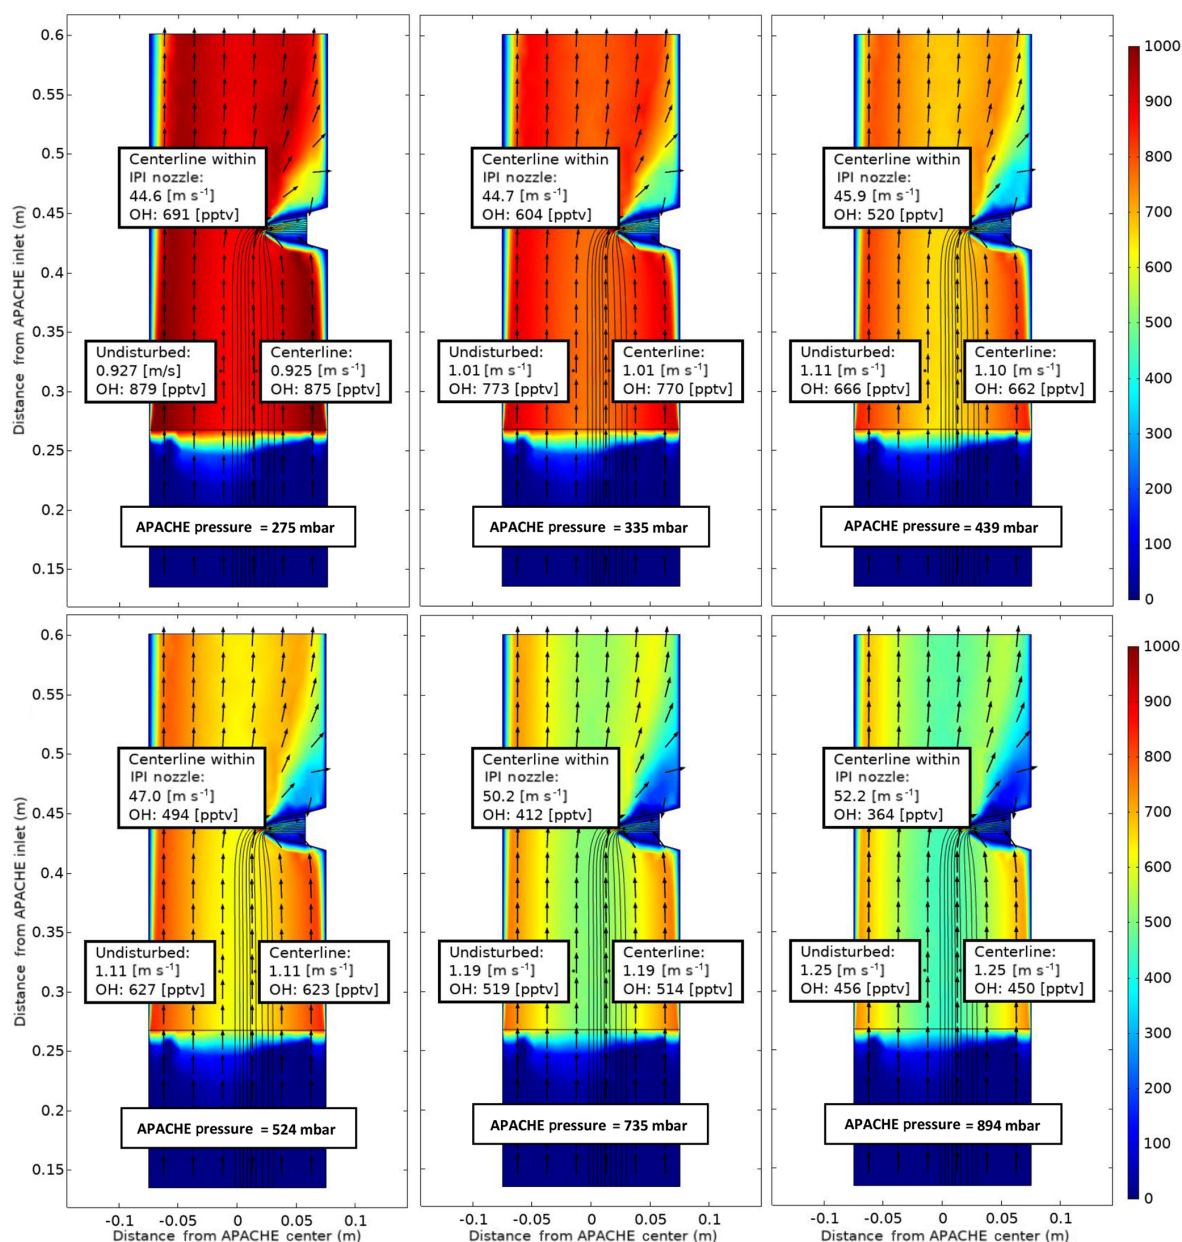 0.6
0.55
0.5
0.45
0.4
0.35
0.3
0.25
0.2
0.15
Distance from APACHE inlet (m)
Centerline within
IPI nozzle:
44.6 [m s⁻¹]
OH: 691 [pptv]
Undisturbed:
0.927 [m/s]
OH: 879 [pptv]
Centerline:
0.925 [m s⁻¹]
OH: 875 [pptv]
APACHE pressure = 275 mbar
Centerline within
IPI nozzle:
44.7 [m s⁻¹]
OH: 604 [pptv]
Undisturbed:
1.01 [m s⁻¹]
OH: 773 [pptv]
Centerline:
1.01 [m s⁻¹]
OH: 770 [pptv]
APACHE pressure = 335 mbar
Centerline within
IPI nozzle:
45.9 [m s⁻¹]
OH: 520 [pptv]
Undisturbed:
1.11 [m s⁻¹]
OH: 666 [pptv]
Centerline:
1.10 [m s⁻¹]
OH: 662 [pptv]
APACHE pressure = 439 mbar
1000
900
800
700
600
500
400
300
200
100
0
0.6
0.55
0.5
0.45
0.4
0.35
0.3
0.25
0.2
0.15
Distance from APACHE inlet (m)
Centerline within
IPI nozzle:
47.0 [m s⁻¹]
OH: 494 [pptv]
Undisturbed:
1.11 [m s⁻¹]
OH: 627 [pptv]
Centerline:
1.11 [m s⁻¹]
OH: 623 [pptv]
APACHE pressure = 524 mbar
Centerline within
IPI nozzle:
50.2 [m s⁻¹]
OH: 412 [pptv]
Undisturbed:
1.19 [m s⁻¹]
OH: 519 [pptv]
Centerline:
1.19 [m s⁻¹]
OH: 514 [pptv]
APACHE pressure = 735 mbar
Centerline within
IPI nozzle:
52.2 [m s⁻¹]
OH: 364 [pptv]
Undisturbed:
1.25 [m s⁻¹]
OH: 456 [pptv]
Centerline:
1.25 [m s⁻¹]
OH: 450 [pptv]
APACHE pressure = 894 mbar
1000
900
800
700
600
500
400
300
200
100
0
-0.1 -0.05 0 0.05 0.1
Distance from APACHE center (m)
-0.1 -0.05 0 0.05 0.1
Distance from APACHE center (m)
-0.1 -0.05 0 0.05 0.1
Distance from APACHE center (m)